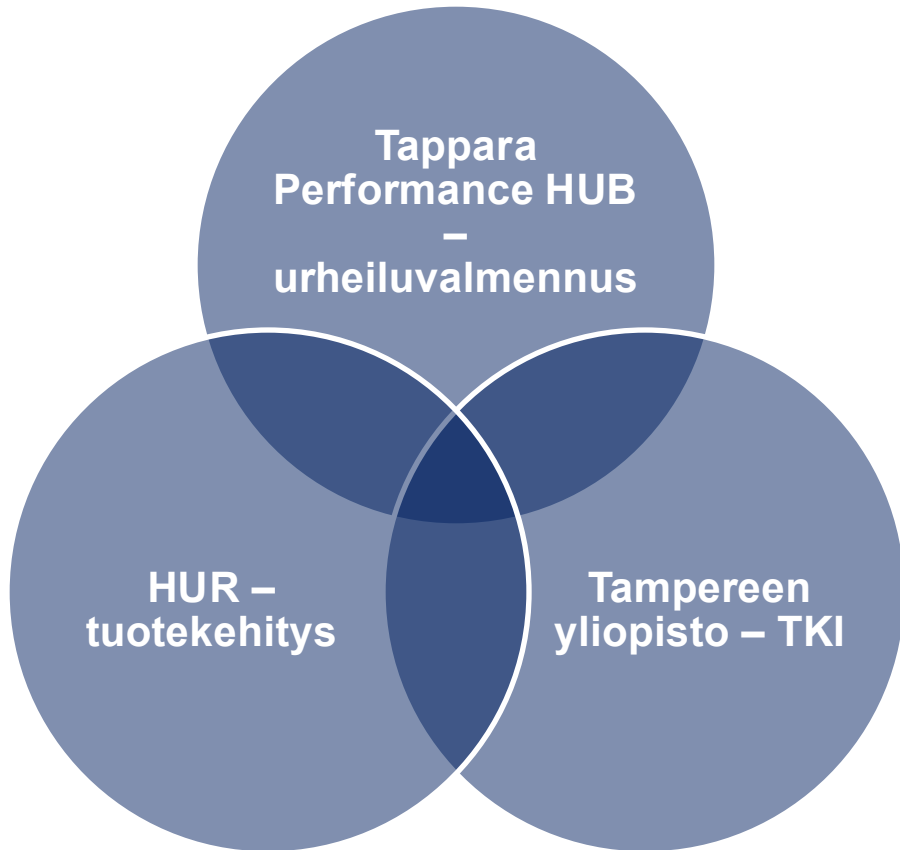 Tappara
Performance HUB
–
urheiluvalmennus
HUR –
tuotekehitys
Tampereen
yliopisto – TKI